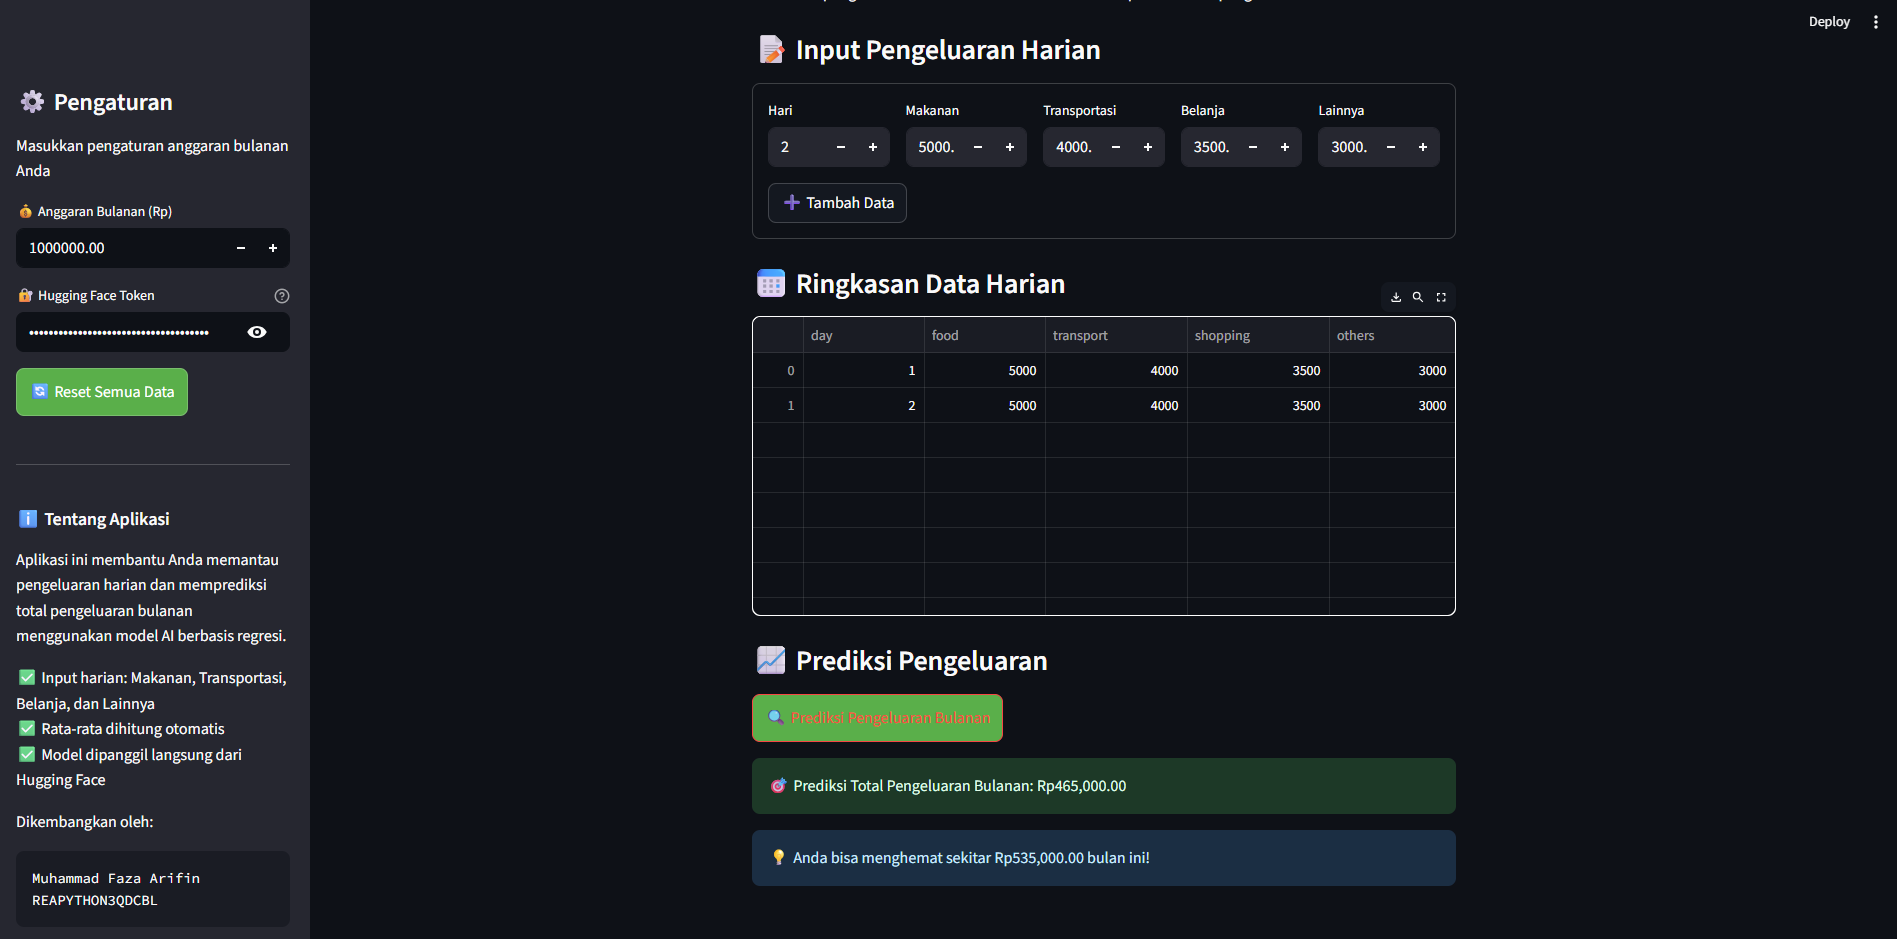 Deploy
Pengaturan
Masukkan pengaturan anggaran bulanan
Anda
Anggaran Bulanan (Rp)
1000000.00
Hugging Face Token
Reset Semua Data
Tentang Aplikasi
Aplikasi ini membantu Anda memantau
pengeluaran harian dan memprediksi
total pengeluaran bulanan
menggunakan model AI berbasis regresi.
Input harian: Makanan, Transportasi,
Belanja, dan Lainnya
Rata-rata dihitung otomatis
Model dipanggil langsung dari
Hugging Face
Dikembangkan oleh:
Muhammad Faza Arifin
REAPYTHON3QDCBL
Input Pengeluaran Harian
Hari Makanan Transportasi Belanja Lainnya
2 5000. 4000. 3500. 3000.
Tambah Data
Ringkasan Data Harian
day food transport shopping others
0 1 5000 4000 3500 3000
1 2 5000 4000 3500 3000
Prediksi Pengeluaran
Prediksi Pengeluaran Bulanan
Prediksi Total Pengeluaran Bulanan: Rp465,000.00
Anda bisa menghemat sekitar Rp535,000.00 bulan ini!